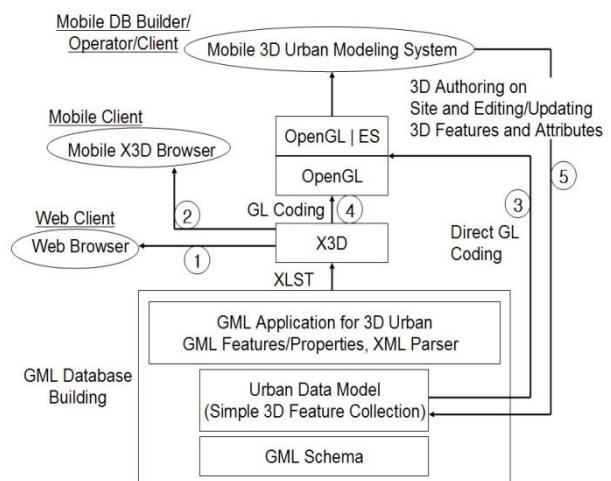 Mobile DB Builder/
Operator/Client
Mobile 3D Urban Modeling System
3D Authoring on
Site and Editing/Updating
3D Features and Attributes
Mobile Client
Mobile X3D Browser
OpenGL | ES
OpenGL
5
2
GL Coding
4
3
Web Client
Web Browser
1
X3D
Direct GL
Coding
XLST
GML Application for 3D Urban
GML Features/Properties, XML Parser
GML Database
Building
Urban Data Model
(Simple 3D Feature Collection)
GML Schema